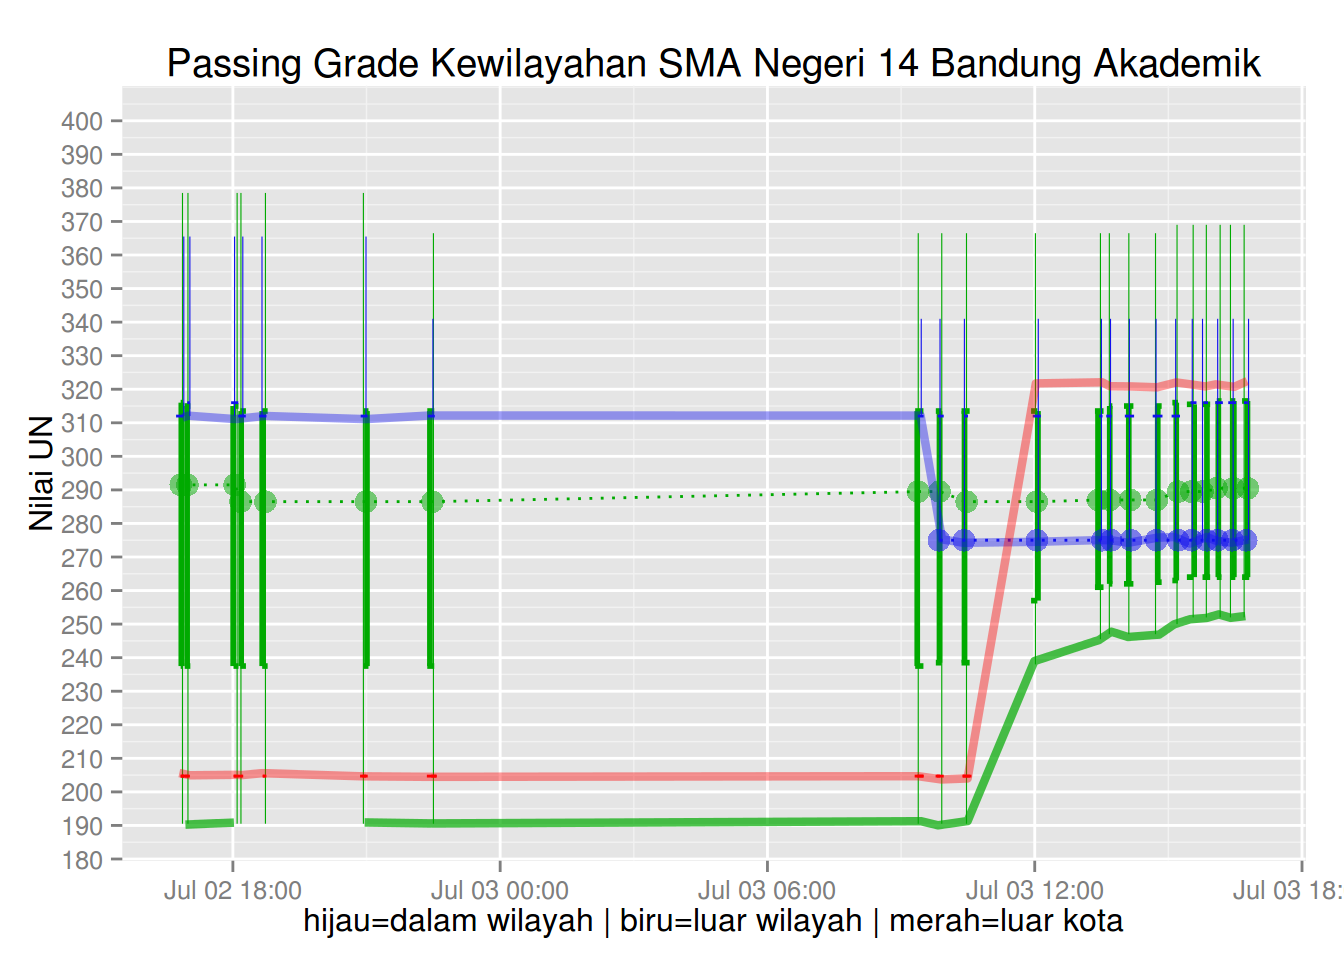 Passing Grade Kewilayahan SMA Negeri 14 Bandung Akademik
Nilai UN
400
390
380
370
360
350
340
330
320
310
300
290
280
270
260
250
240
230
220
210
200
190
180
Jul 02 18:00
Jul 03 00:00
Jul 03 06:00
Jul 03 12:00
Jul 03 18:
hijau=dalam wilayah | biru=luar wilayah | merah=luar kota